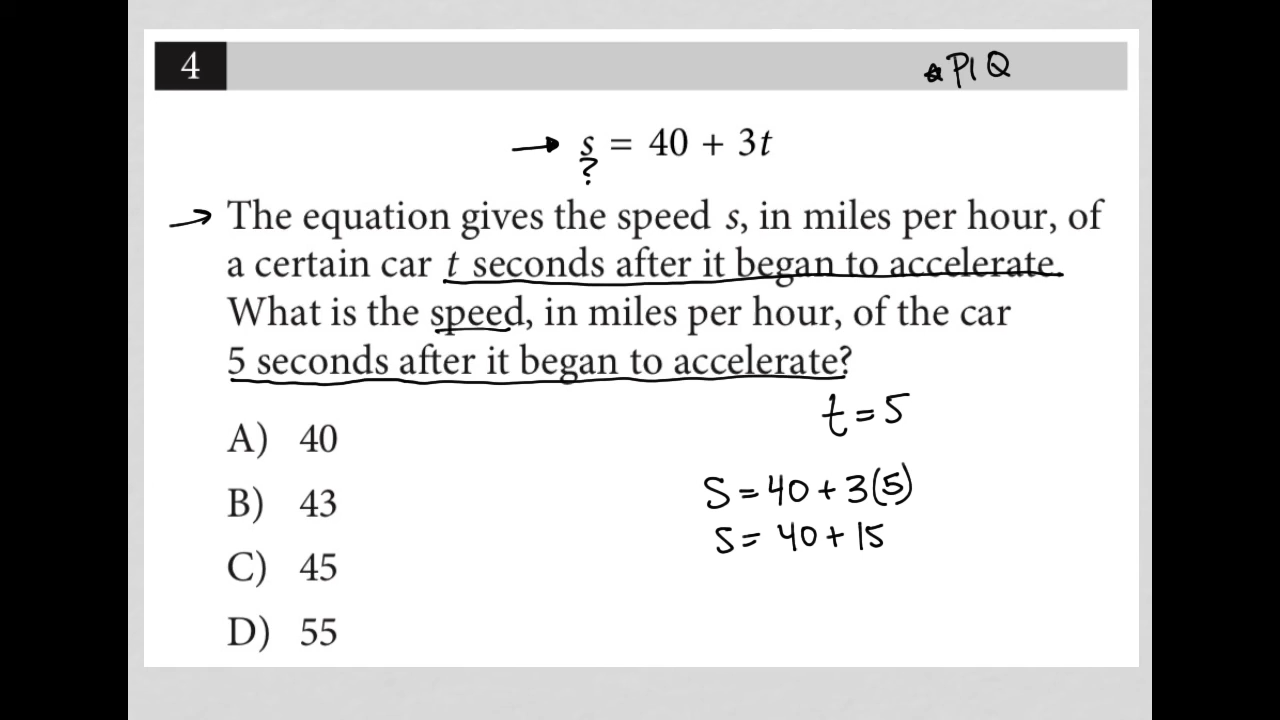 4
*PIQ
→ s = 40 + 3t
?
→ The equation gives the speed s, in miles per hour, of
a certain car t seconds after it began to accelerate.
What is the speed, in miles per hour, of the car
5 seconds after it began to accelerate?
t = 5
A) 40
S = 40 + 3(5)
B) 43
S = 40 + 15
C) 45
D) 55